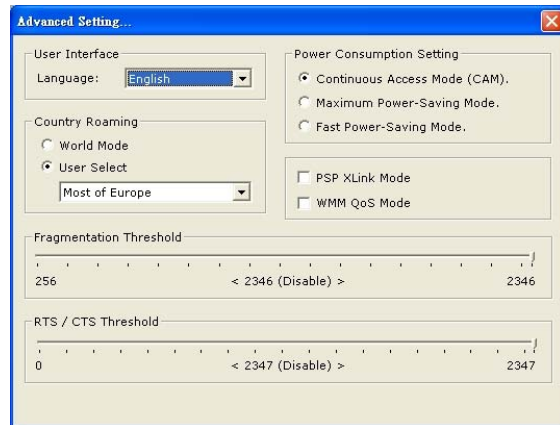 Advanced Setting...
User Interface
Language: English
Country Roaming
World Mode
User Select
Most of Europe
Power Consumption Setting
Continuous Access Mode (CAM).
Maximum Power-Saving Mode.
Fast Power-Saving Mode.
PSP XLink Mode
WMM QoS Mode
Fragmentation Threshold
256 < 2346 (Disable) > 2346
RTS / CTS Threshold
0 < 2347 (Disable) > 2347